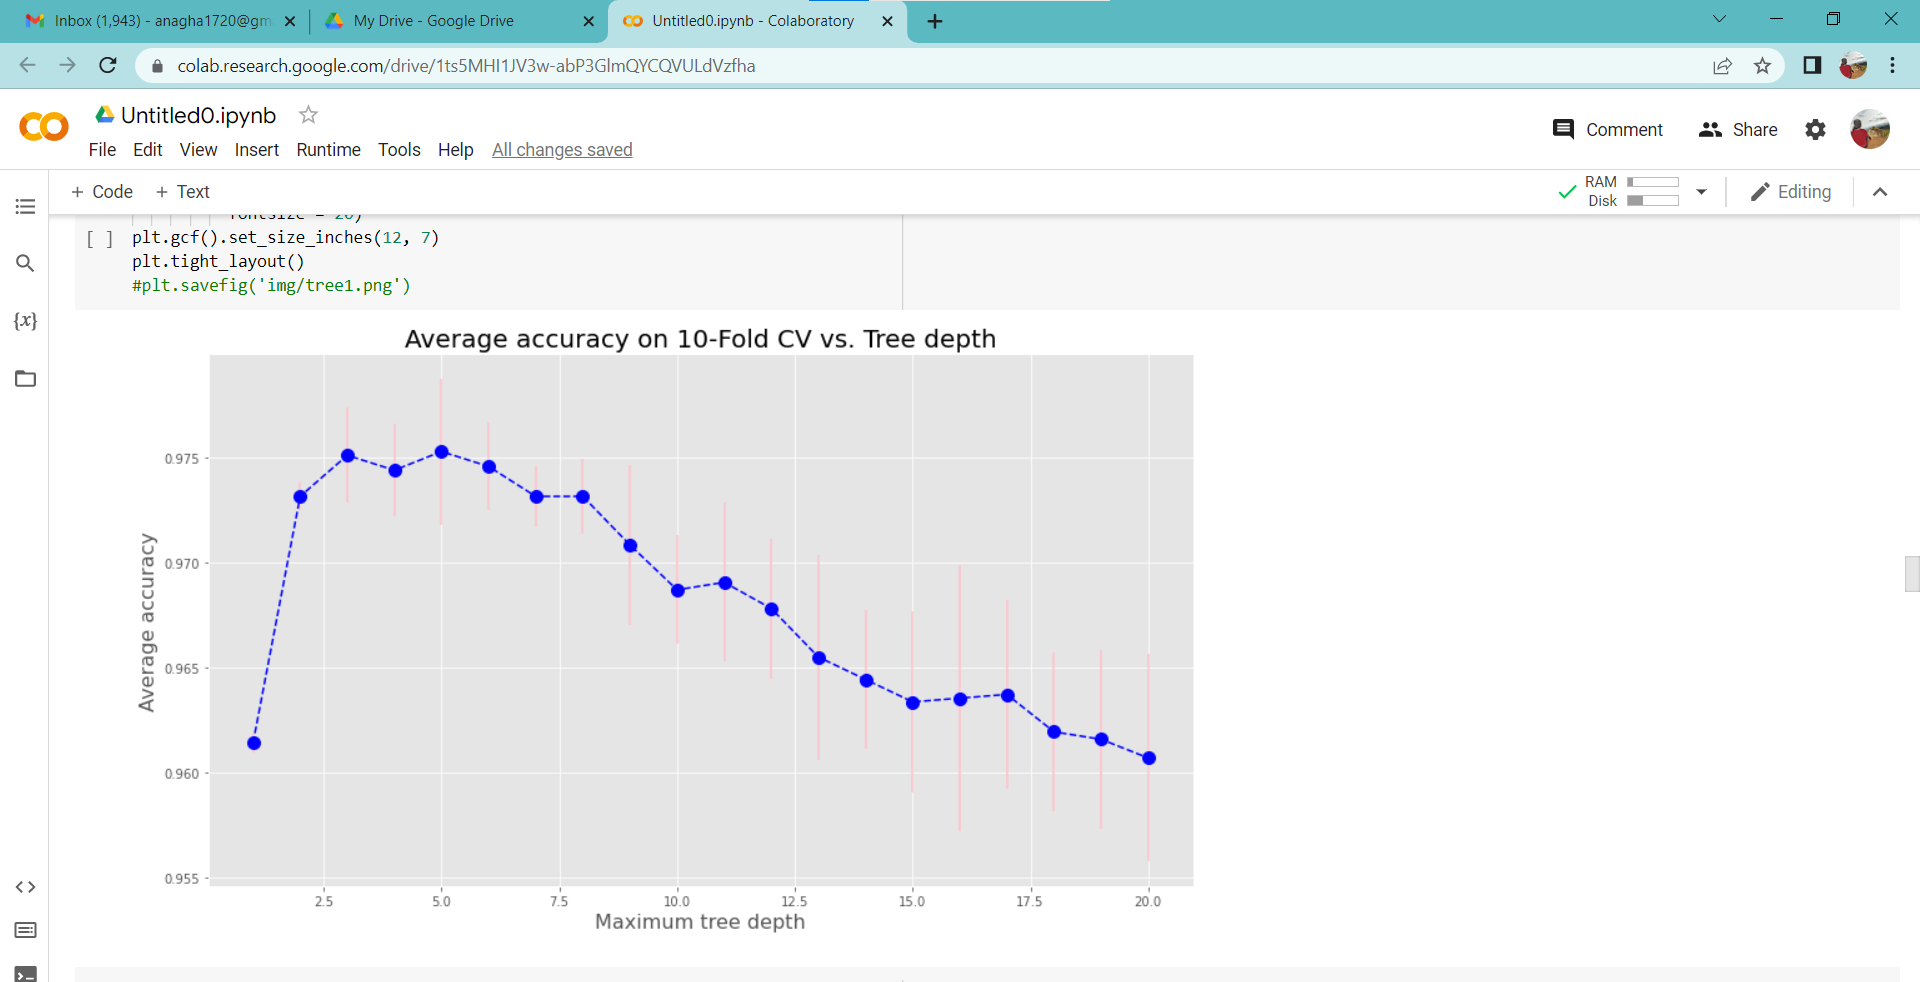 Inbox (1,943) - anagha1720@gm
My Drive - Google Drive
Untitled0.ipynb - Colaboratory
colab.research.google.com/drive/1ts5MHI1JV3w-abP3GlmQYCQVULdVzfha
Untitled0.ipynb
Comment
Share
File Edit View Insert Runtime Tools Help All changes saved
+ Code + Text
RAM
Disk
Editing
fontsize = 20)
[ ] plt.gcf().set_size_inches(12, 7)
plt.tight_layout()
#plt.savefig('img/tree1.png')
{x}
Average accuracy on 10-Fold CV vs. Tree depth
Average accuracy
0.975
0.970
0.965
0.960
0.955
2.5 5.0 7.5 10.0 12.5 15.0 17.5 20.0
Maximum tree depth